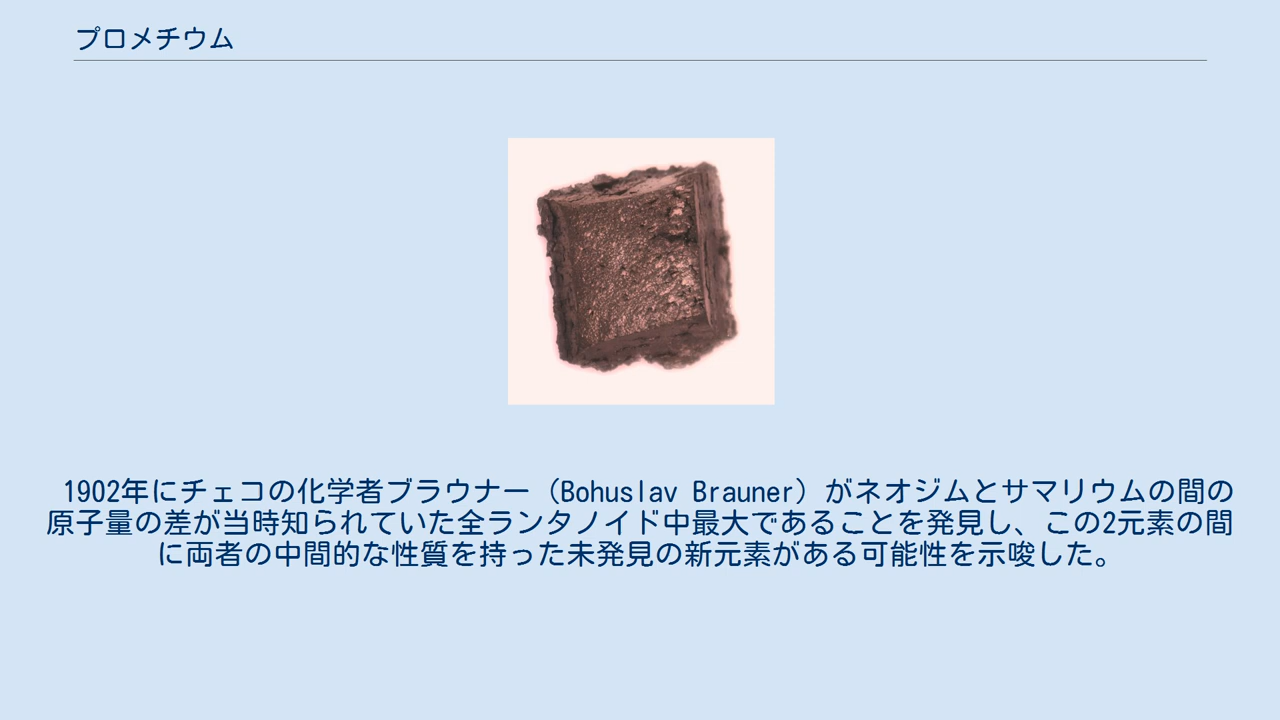 プロメチウム
1902年にチェコの化学者ブラウナー（Bohuslav Brauner）がネオジムとサマリウムの間の
原子量の差が当時知られていた全ランタノイド中最大であることを発見し、この2元素の間
に両者の中間的な性質を持った未発見の新元素がある可能性を示唆した。